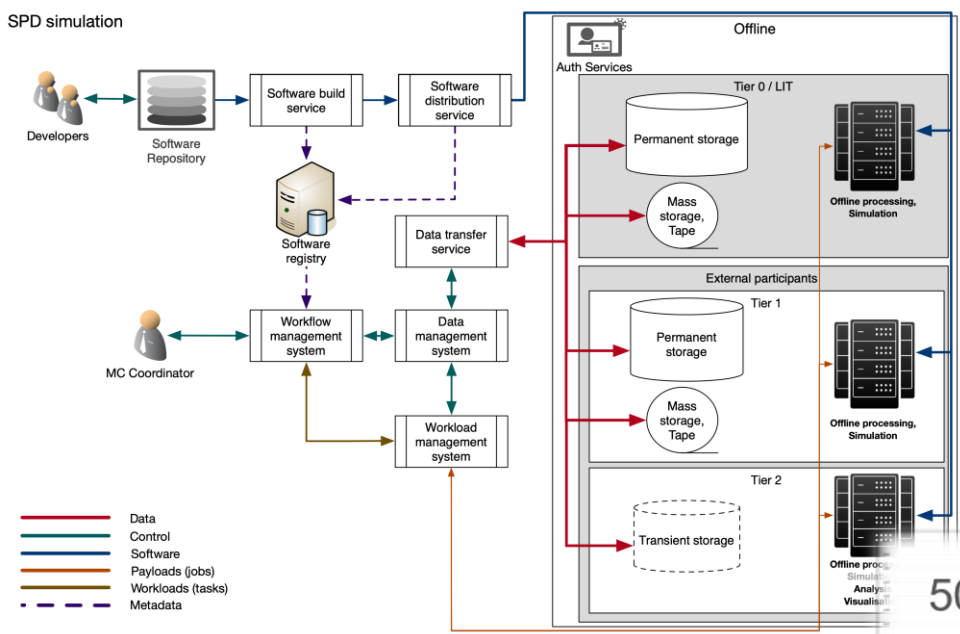 SPD simulation
Offline
Auth Services
Developers
Software
Repository
Software build
service
Software
distribution
service
Software
registry
Data transfer
service
MC Coordinator
Workflow
management
system
Data
management
system
Workload
management
system
Tier 0 / LIT
Permanent storage
Mass
storage,
Tape
Offline processing,
Simulation
External participants
Tier 1
Permanent
storage
Mass
storage,
Tape
Offline processing,
Simulation
Tier 2
Transient storage
Offline
Data
Control
Software
Payloads (jobs)
Workloads (tasks)
Metadata